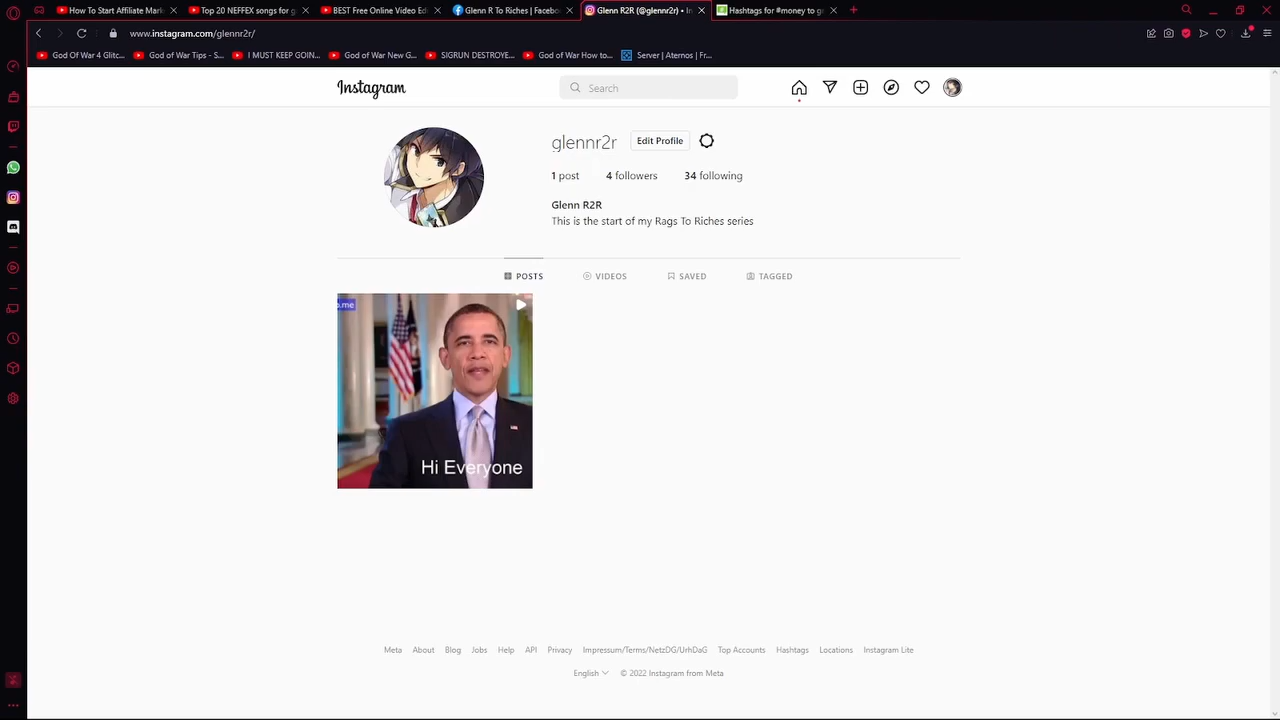 How To Start Affiliate Mark
Top 20 NEFFEX songs for g
BEST Free Online Video Edi
Glenn R To Riches | Faceboo
Glenn R2R (@glennr2r) • In
Hashtags for #money to gr
www.instagram.com/glennr2r/
God Of War 4 Glitc...
God of War Tips - S...
I MUST KEEP GOIN...
God of War New G...
SIGRUN DESTROYE...
God of War How to...
Server | Aternos | Fr...
Instagram
Search
glennr2r
Edit Profile
1 post
4 followers
34 following
Glenn R2R
This is the start of my Rags To Riches series
POSTS
VIDEOS
SAVED
TAGGED
o.me
Hi Everyone
Meta
About
Blog
Jobs
Help
API
Privacy
Impressum/Terms/NetzDG/UrhDaG
Top Accounts
Hashtags
Locations
Instagram Lite
English
© 2022 Instagram from Meta